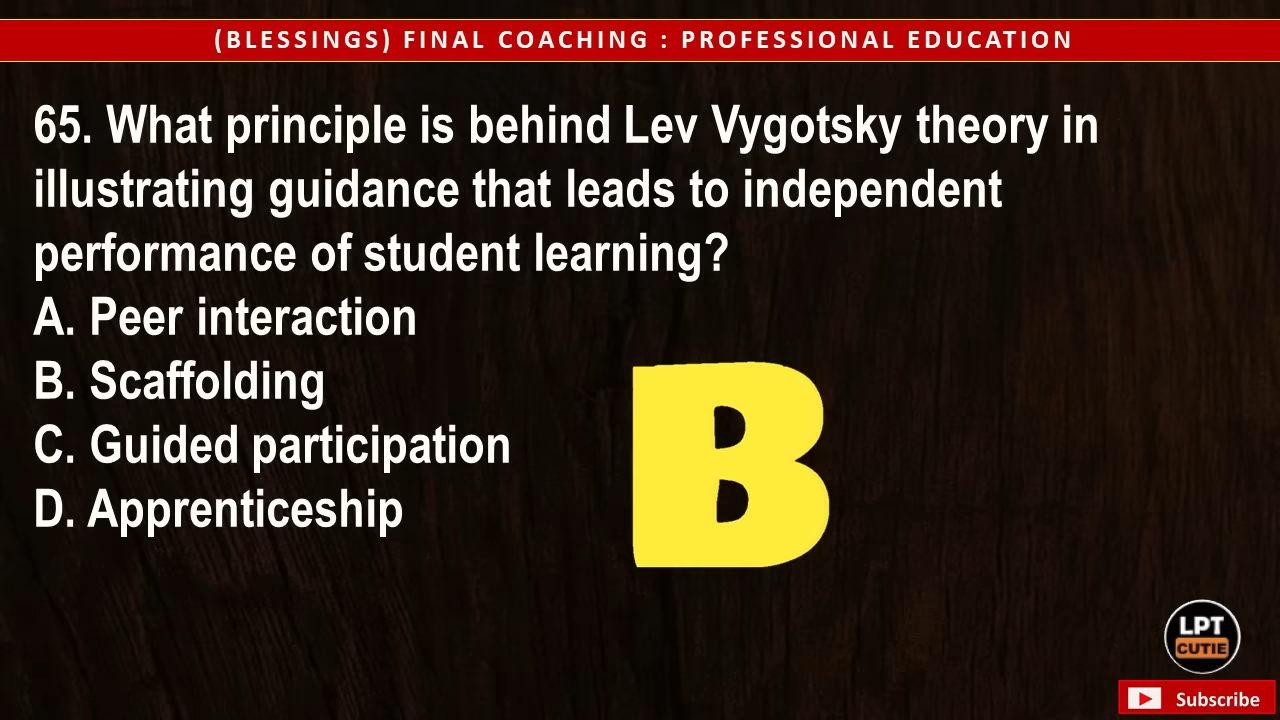 (BLESSINGS) FINAL COACHING : PROFESSIONAL EDUCATION
65. What principle is behind Lev Vygotsky theory in
illustrating guidance that leads to independent
performance of student learning?
A. Peer interaction
B. Scaffolding
C. Guided participation
D. Apprenticeship
B
LPT
CUTIE
Subscribe